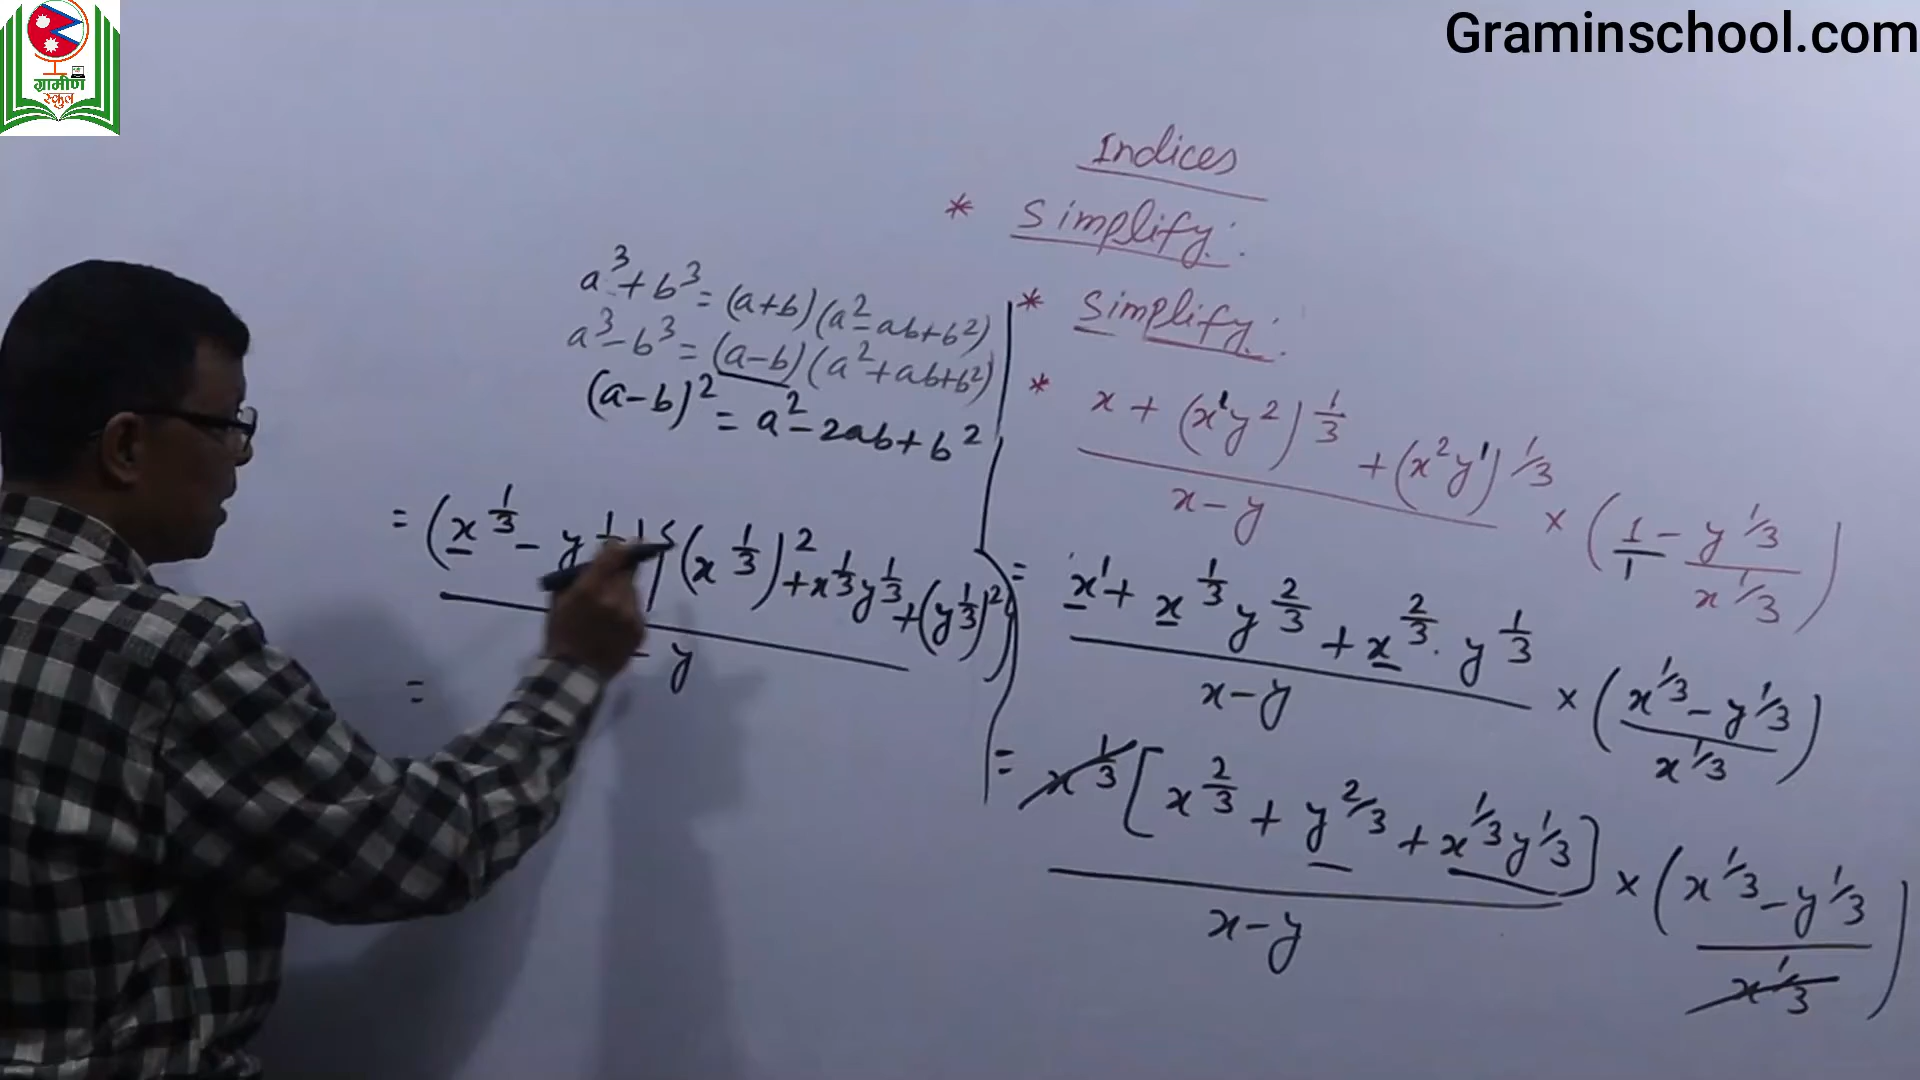 ग्रामीण
स्कुल
Graminschool.com
Indices
* Simplify:
* Simplify:
* x + (x¹y²)^1/3 + (x²y¹)^1/3
x - y
× (1/1 - y^1/3 / x^1/3)
= x¹ + x^1/3 y^2/3 + x^2/3 . y^1/3
x - y
× (x^1/3 - y^1/3 / x^1/3)
= x^1/3 [x^2/3 + y^2/3 + x^1/3 y^1/3]
x - y
× (x^1/3 - y^1/3 / x^1/3)
a³ + b³ = (a+b)(a² - ab + b²)
a³ - b³ = (a-b)(a² + ab + b²)
(a-b)² = a² - 2ab + b²
= (x^1/3 - y (x^1/3)² + x^1/3 y^1/3 + (y^1/3)²
- y
=